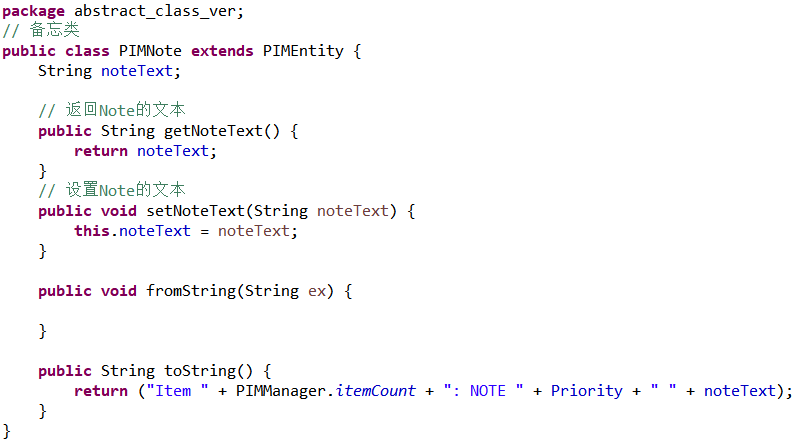 package abstract_class_ver;
// 备忘类
public class PIMNote extends PIMEntity {
    String noteText;

    // 返回Note的文本
    public String getNoteText() {
        return noteText;
    }
    // 设置Note的文本
    public void setNoteText(String noteText) {
        this.noteText = noteText;
    }

    public void fromString(String ex) {

    }

    public String toString() {
        return ("Item " + PIMManager.itemCount + ": NOTE " + Priority + " " + noteText);
    }
}